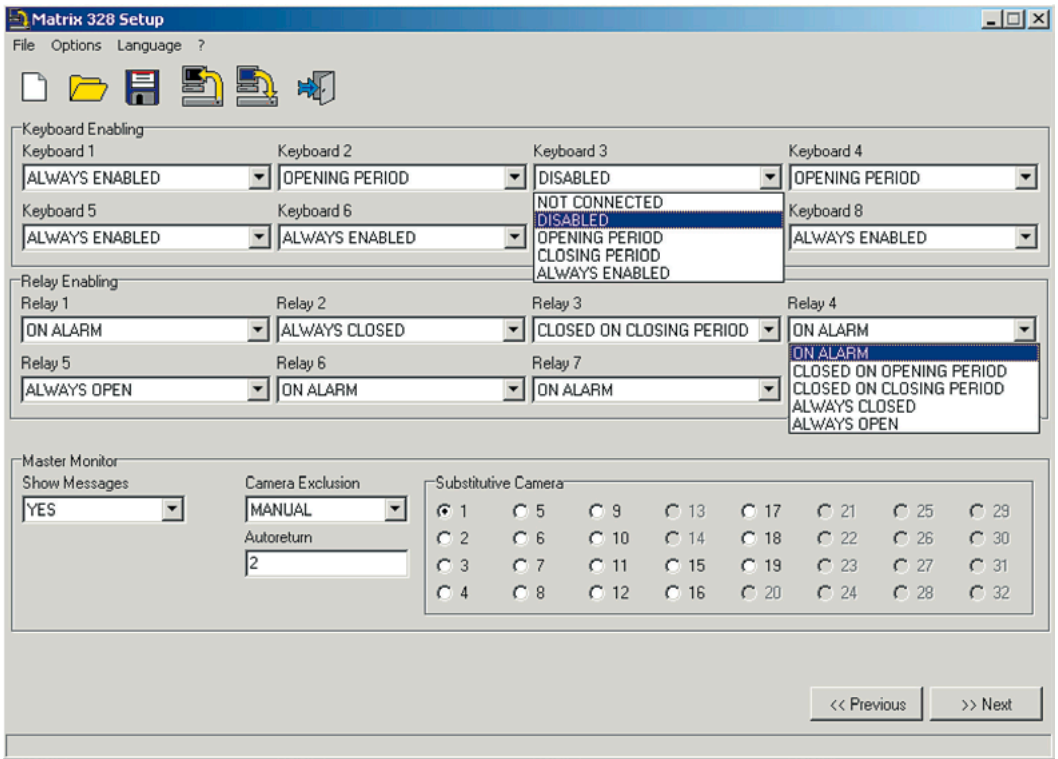 Matrix 328 Setup
File Options Language ?
Keyboard Enabling
Keyboard 1 Keyboard 2 Keyboard 3 Keyboard 4
ALWAYS ENABLED OPENING PERIOD DISABLED OPENING PERIOD
NOT CONNECTED
DISABLED
OPENING PERIOD
CLOSING PERIOD
ALWAYS ENABLED
Keyboard 5 Keyboard 6 Keyboard 8
ALWAYS ENABLED ALWAYS ENABLED ALWAYS ENABLED
Relay Enabling
Relay 1 Relay 2 Relay 3 Relay 4
ON ALARM ALWAYS CLOSED CLOSED ON CLOSING PERIOD ON ALARM
ON ALARM
CLOSED ON OPENING PERIOD
CLOSED ON CLOSING PERIOD
ALWAYS CLOSED
ALWAYS OPEN
Relay 5 Relay 6 Relay 7
ALWAYS OPEN ON ALARM ON ALARM
Master Monitor
Show Messages Camera Exclusion Substitutive Camera
YES MANUAL
Autoreturn
2
1 5 9 13 17 21 25 29
2 6 10 14 18 22 26 30
3 7 11 15 19 23 27 31
4 8 12 16 20 24 28 32
<< Previous >> Next